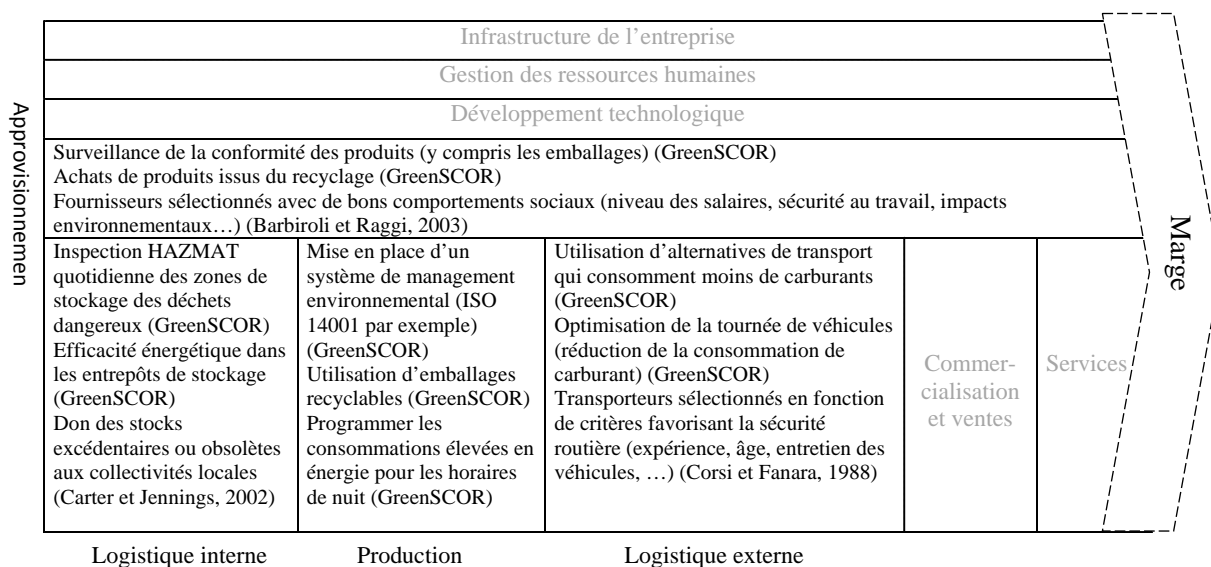 Infrastructure de l'entreprise
Gestion des ressources humaines
Développement technologique
Approvisionnemen
Surveillance de la conformité des produits (y compris les emballages) (GreenSCOR)
Achats de produits issus du recyclage (GreenSCOR)
Fournisseurs sélectionnés avec de bons comportements sociaux (niveau des salaires, sécurité au travail, impacts
environnementaux…) (Barbiroli et Raggi, 2003)
Inspection HAZMAT
quotidienne des zones de
stockage des déchets
dangereux (GreenSCOR)
Efficacité énergétique dans
les entrepôts de stockage
(GreenSCOR)
Don des stocks
excédentaires ou obsolètes
aux collectivités locales
(Carter et Jennings, 2002)
Mise en place d'un
système de management
environnemental (ISO
14001 par exemple)
(GreenSCOR)
Utilisation d'emballages
recyclables (GreenSCOR)
Programmer les
consommations élevées en
énergie pour les horaires
de nuit (GreenSCOR)
Utilisation d'alternatives de transport
qui consomment moins de carburants
(GreenSCOR)
Optimisation de la tournée de véhicules
(réduction de la consommation de
carburant) (GreenSCOR)
Transporteurs sélectionnés en fonction
de critères favorisant la sécurité
routière (expérience, âge, entretien des
véhicules, …) (Corsi et Fanara, 1988)
Commer-
cialisation
et ventes
Services
Marge
Logistique interne
Production
Logistique externe